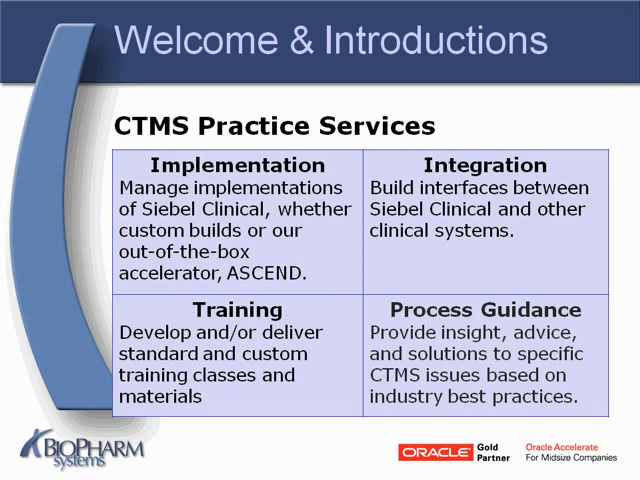 Welcome & Introductions
CTMS Practice Services
Implementation
Manage implementations
of Siebel Clinical, whether
custom builds or our
out-of-the-box
accelerator, ASCEND.
Integration
Build interfaces between
Siebel Clinical and other
clinical systems.
Training
Develop and/or deliver
standard and custom
training classes and
materials
Process Guidance
Provide insight, advice,
and solutions to specific
CTMS issues based on
industry best practices.
BIOPHARM
systems
ORACLE
Gold
Partner
Oracle Accelerate
For Midsize Companies